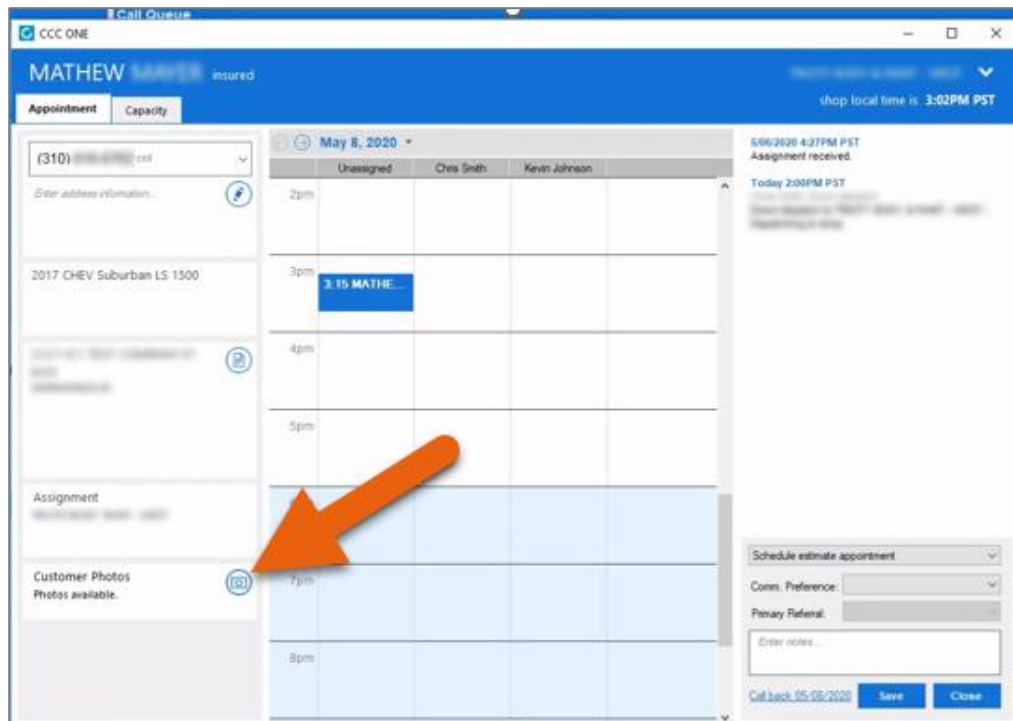 Call Queue
CCC ONE
MATHEW insured
shop local time is 3:02PM PST
Appointment
Capacity
(310)- cell
Enter address information...
2017 CHEV Suburban LS 1500
Assignment
Customer Photos
Photos available.
May 8, 2020
Unassigned Chris Smith Kevin Johnson
2pm
3pm
3:15 MATHE...
4pm
5pm
7pm
8pm
5/06/2020 4:27PM PST
Assignment received.
Today 2:00PM PST
Schedule estimate appointment
Comm. Preference:
Primary Referral:
Enter notes...
Call back 05/08/2020 Save Close